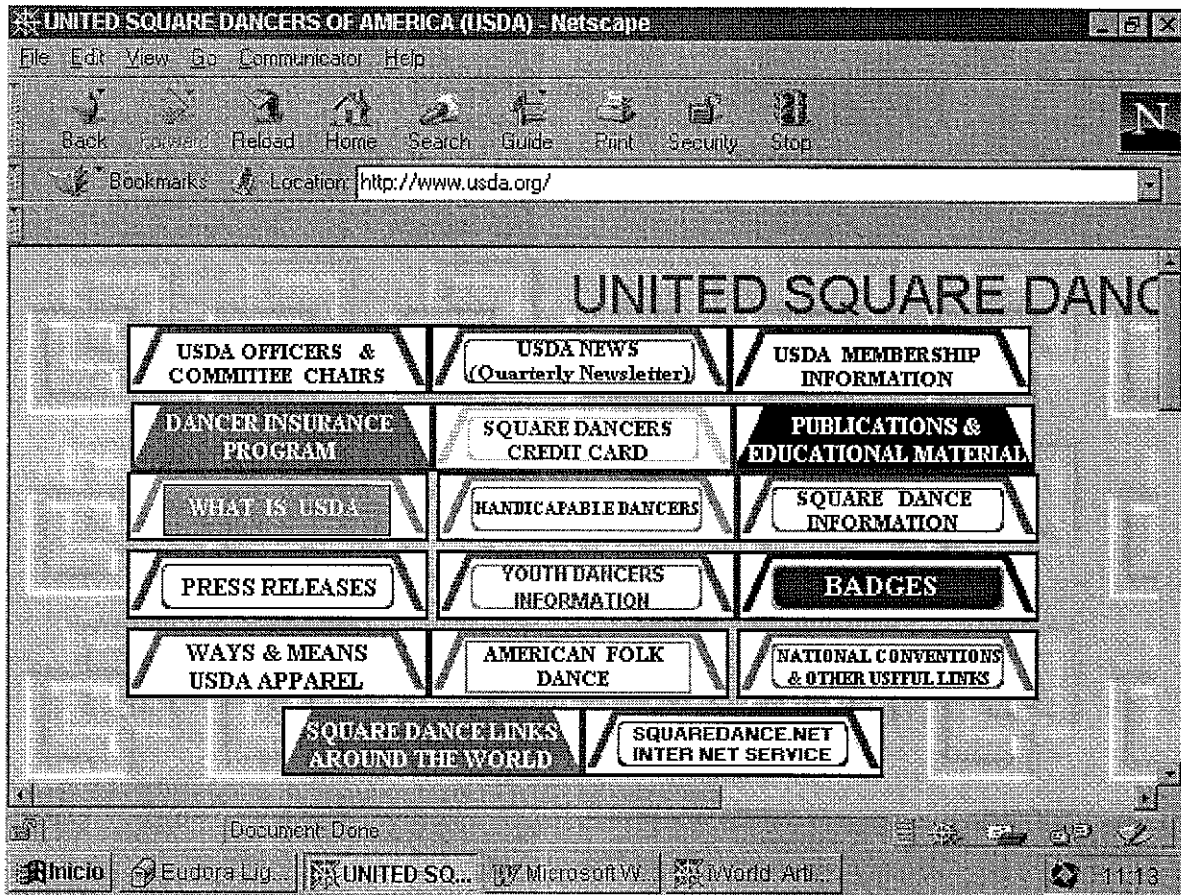 UNITED SQUARE DANCERS OF AMERICA (USDA) - Netscape
File Edit View Go Communicator Help
Back Forward Reload Home Search Guide Print Security Stop
N
Bookmarks Location: http://www.usda.org/
UNITED SQUARE DANC
USDA OFFICERS &
COMMITTEE CHAIRS
USDA NEWS
(Quarterly Newsletter)
USDA MEMBERSHIP
INFORMATION
DANCER INSURANCE
PROGRAM
SQUARE DANCERS
CREDIT CARD
PUBLICATIONS &
EDUCATIONAL MATERIAL
WHAT IS USDA
HANDICAPABLE DANCERS
SQUARE DANCE
INFORMATION
PRESS RELEASES
YOUTH DANCERS
INFORMATION
BADGES
WAYS & MEANS
USDA APPAREL
AMERICAN FOLK
DANCE
NATIONAL CONVENTIONS
& OTHER USEFUL LINKS
SQUARE DANCE LINKS
AROUND THE WORLD
SQUAREDANCE.NET
INTER NET SERVICE
Document: Done
Inicio Eudora Lig... UNITED SQ... Microsoft W... iWorld: Arti... 11:13